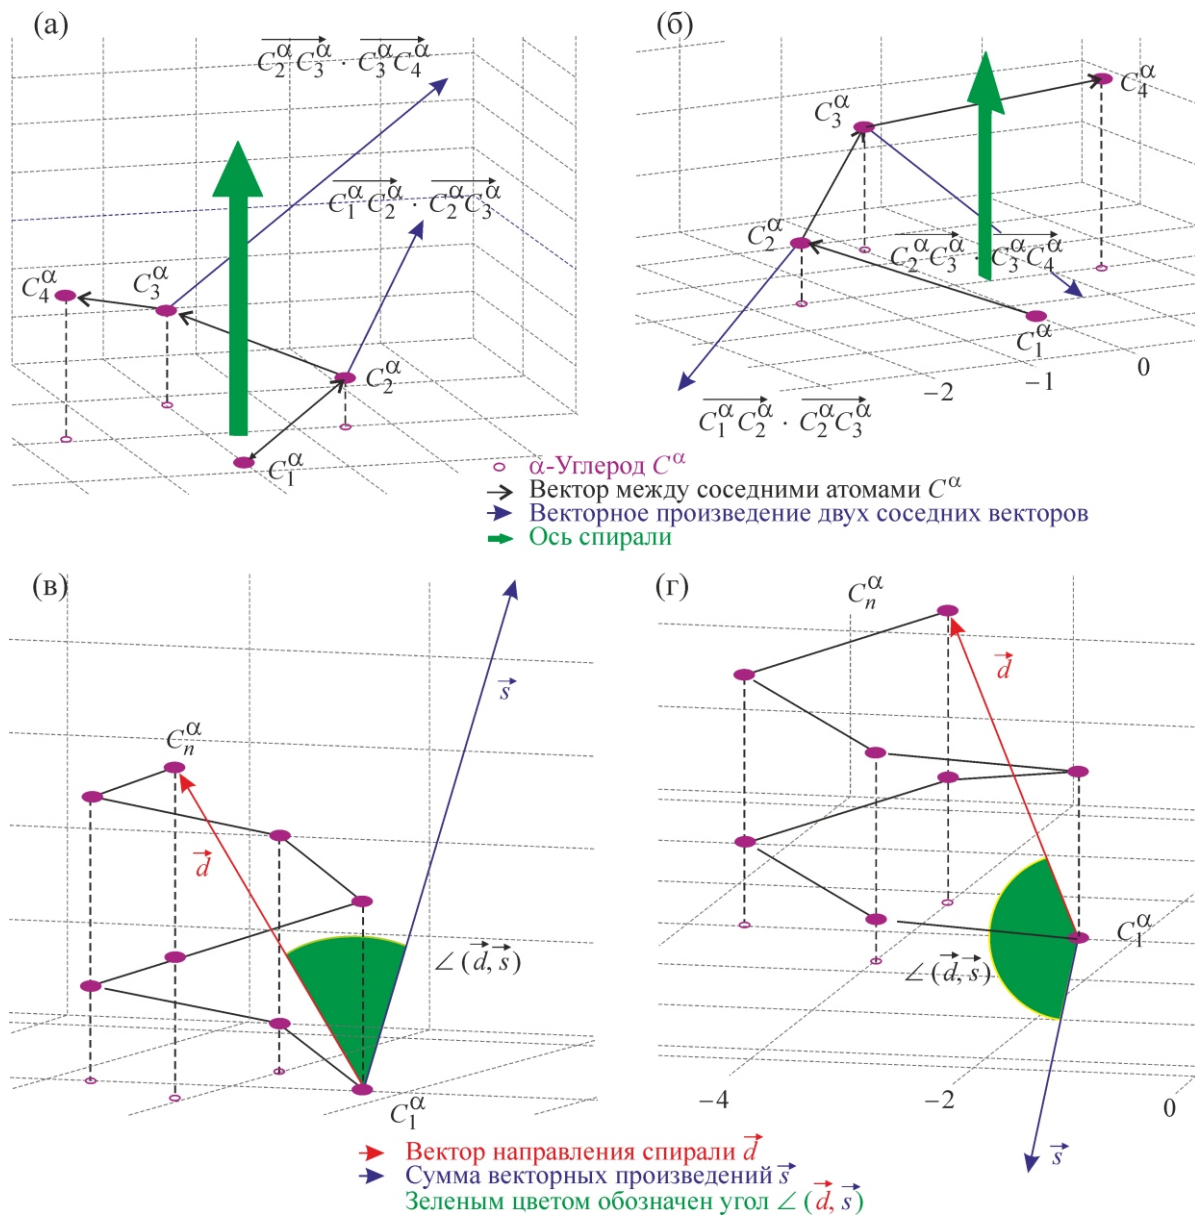 (а)
(б)
C₂^α C₃^α · C₃^α C₄^α
C₁^α C₂^α · C₂^α C₃^α
C₄^α
C₃^α
C₂^α
C₁^α
C₃^α
C₄^α
C₂^α
C₂^α C₃^α · C₃^α C₄^α
C₁^α
0
−1
−2
C₁^α C₂^α · C₂^α C₃^α
α-Углерод C^α
Вектор между соседними атомами C^α
Векторное произведение двух соседних векторов
Ось спирали
(в)
(г)
Cₙ^α
s
d
∠ (d, s)
C₁^α
Cₙ^α
d
C₁^α
∠ (d, s)
−4
−2
0
s
Вектор направления спирали d
Сумма векторных произведений s
Зеленым цветом обозначен угол ∠ (d, s)